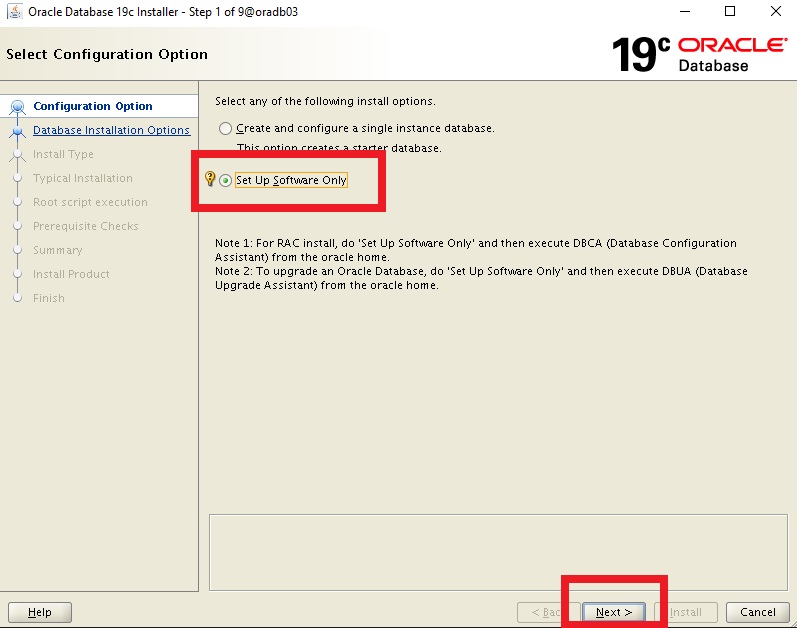 Oracle Database 19c Installer - Step 1 of 9@oradb03
Select Configuration Option
19c ORACLE
Database
Configuration Option
Database Installation Options
Install Type
Typical Installation
Root script execution
Prerequisite Checks
Summary
Install Product
Finish
Select any of the following install options.
Create and configure a single instance database.
This option creates a starter database.
Set Up Software Only
Note 1: For RAC install, do 'Set Up Software Only' and then execute DBCA (Database Configuration
Assistant) from the oracle home.
Note 2: To upgrade an Oracle Database, do 'Set Up Software Only' and then execute DBUA (Database
Upgrade Assistant) from the oracle home.
Help
< Bac Next > Install Cancel